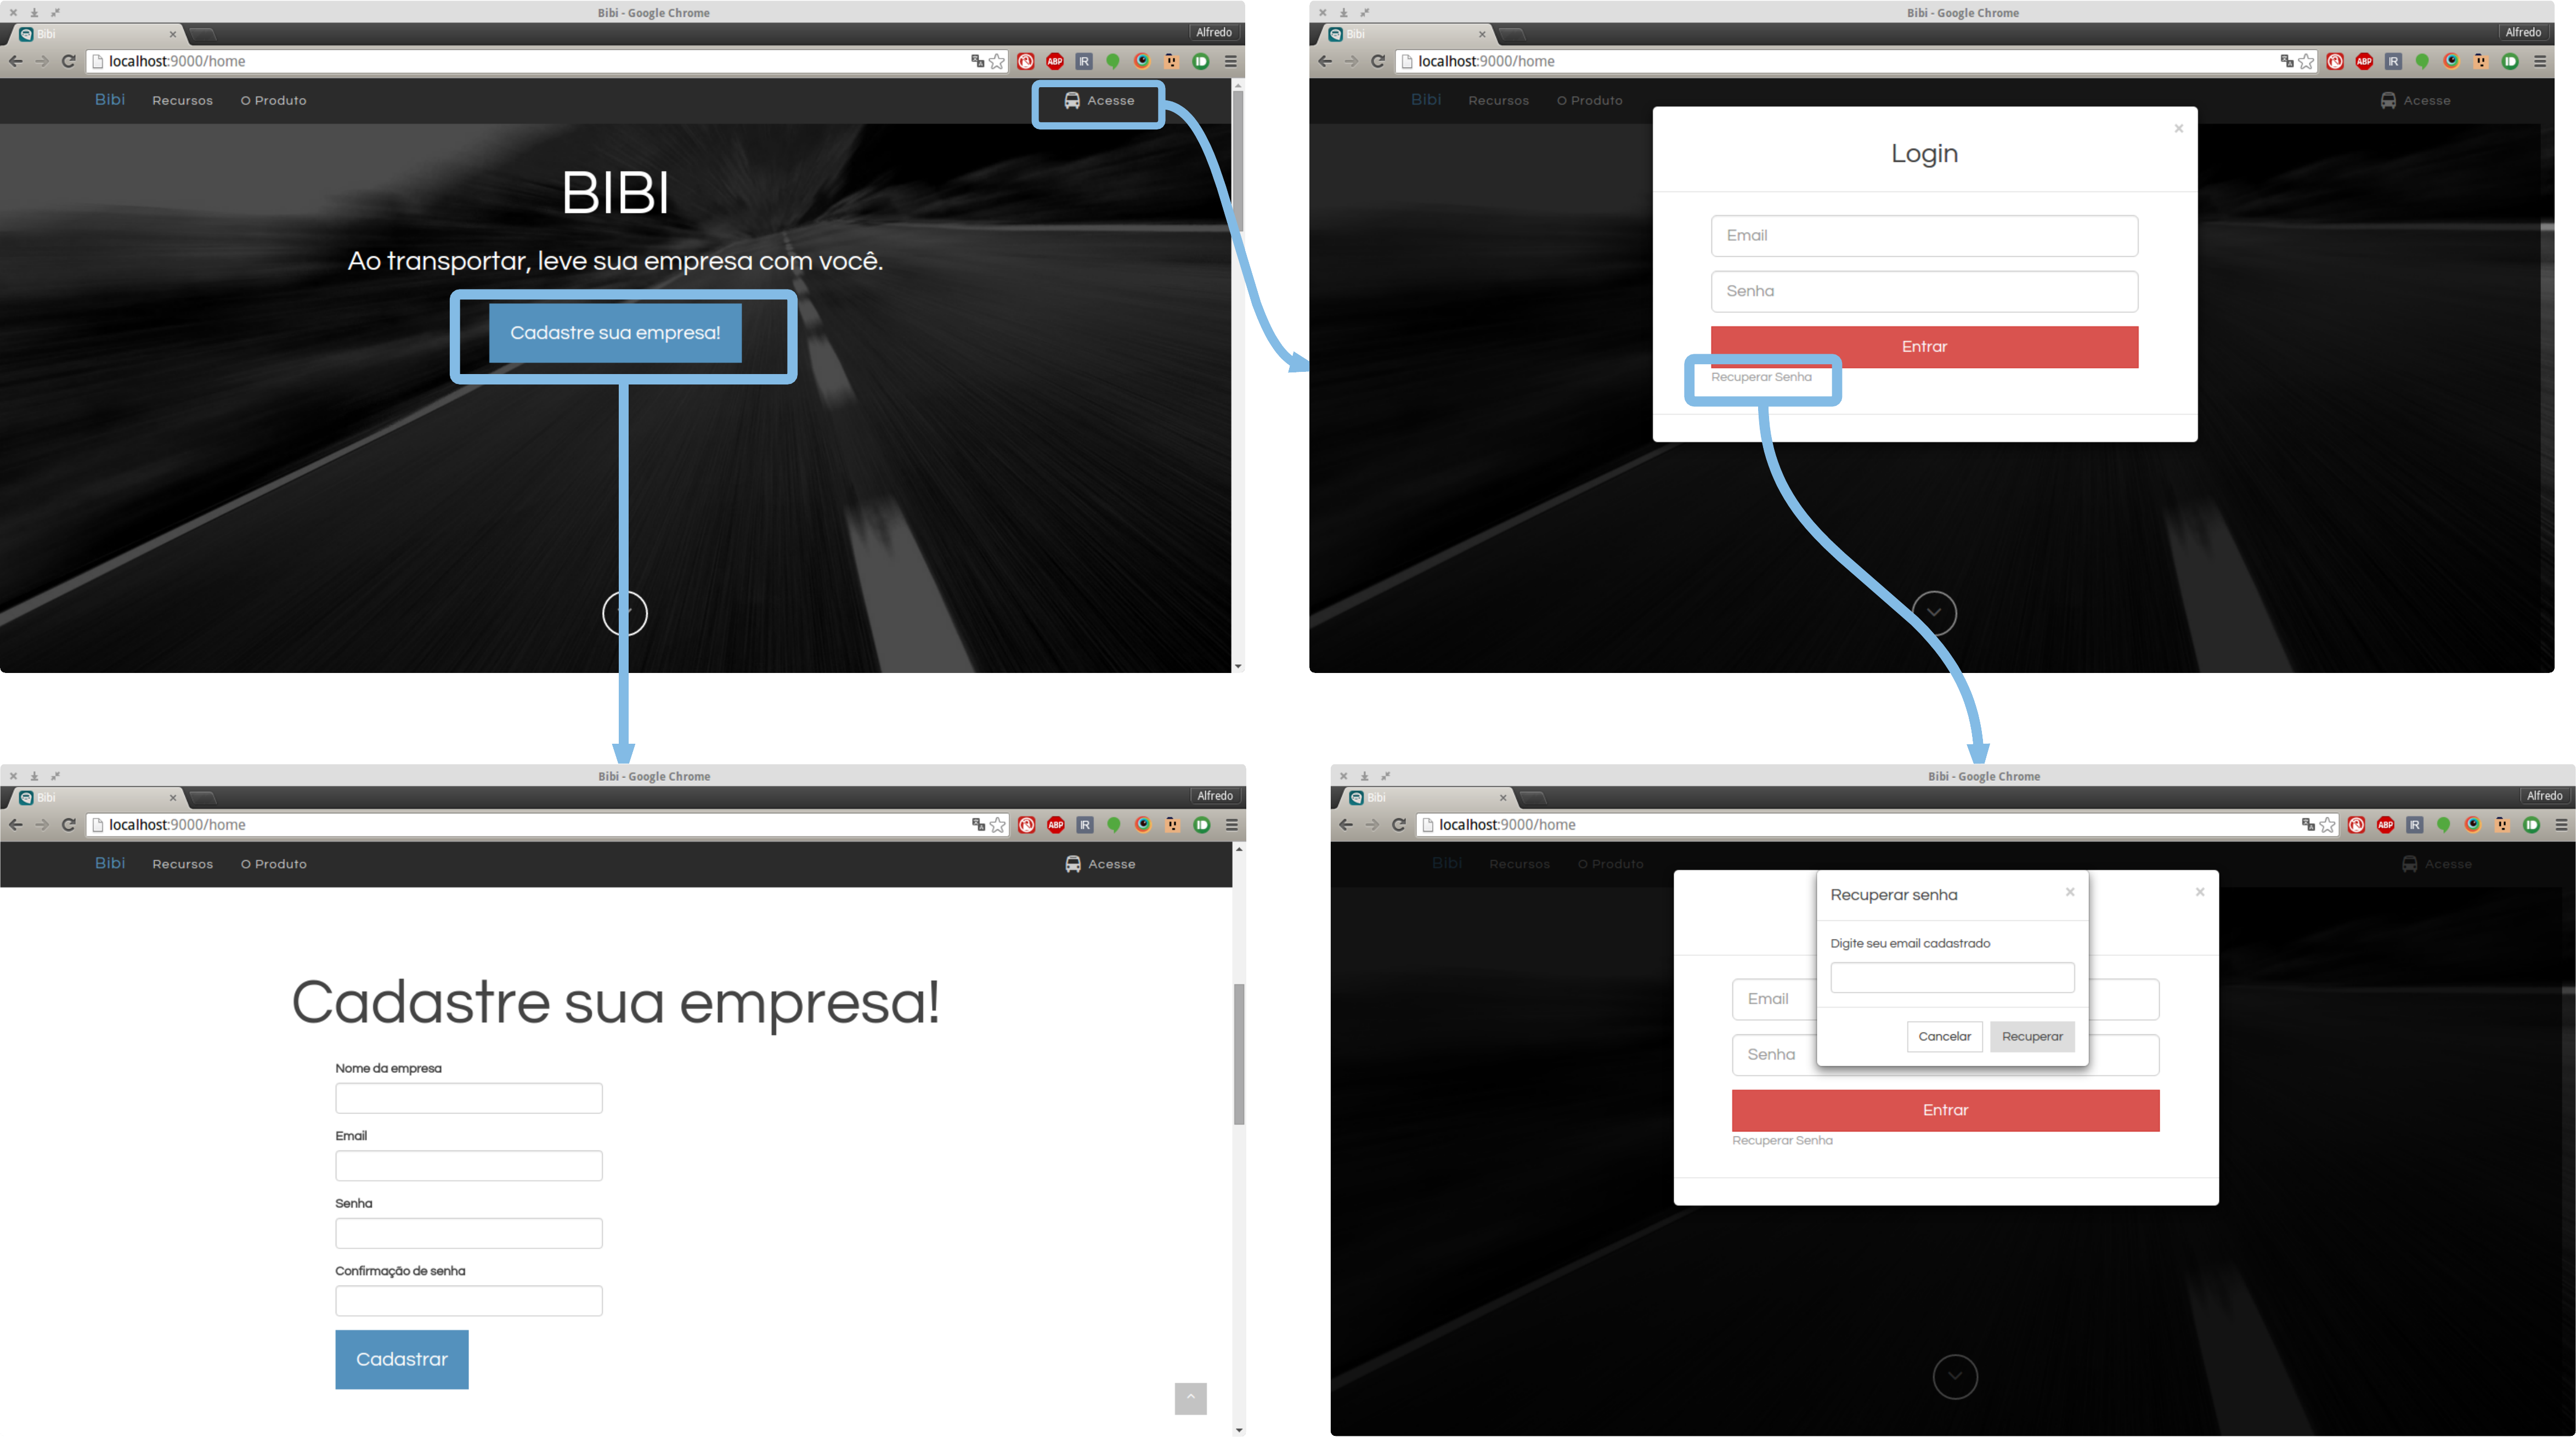 Bibi - Google Chrome
Bibi
Alfredo
localhost:9000/home
ABP
Bibi Recursos O Produto Acesse
BIBI
Ao transportar, leve sua empresa com você.
Cadastre sua empresa!
Bibi - Google Chrome
Bibi
Alfredo
localhost:9000/home
ABP
Bibi Recursos O Produto Acesse
Login
Email
Senha
Entrar
Recuperar Senha
Bibi - Google Chrome
Bibi
Alfredo
localhost:9000/home
ABP
Bibi Recursos O Produto Acesse
Cadastre sua empresa!
Nome da empresa
Email
Senha
Confirmação de senha
Cadastrar
Bibi - Google Chrome
Bibi
Alfredo
localhost:9000/home
ABP
Bibi Recursos O Produto Acesse
Recuperar senha
Digite seu email cadastrado
Cancelar Recuperar
Email
Senha
Entrar
Recuperar Senha